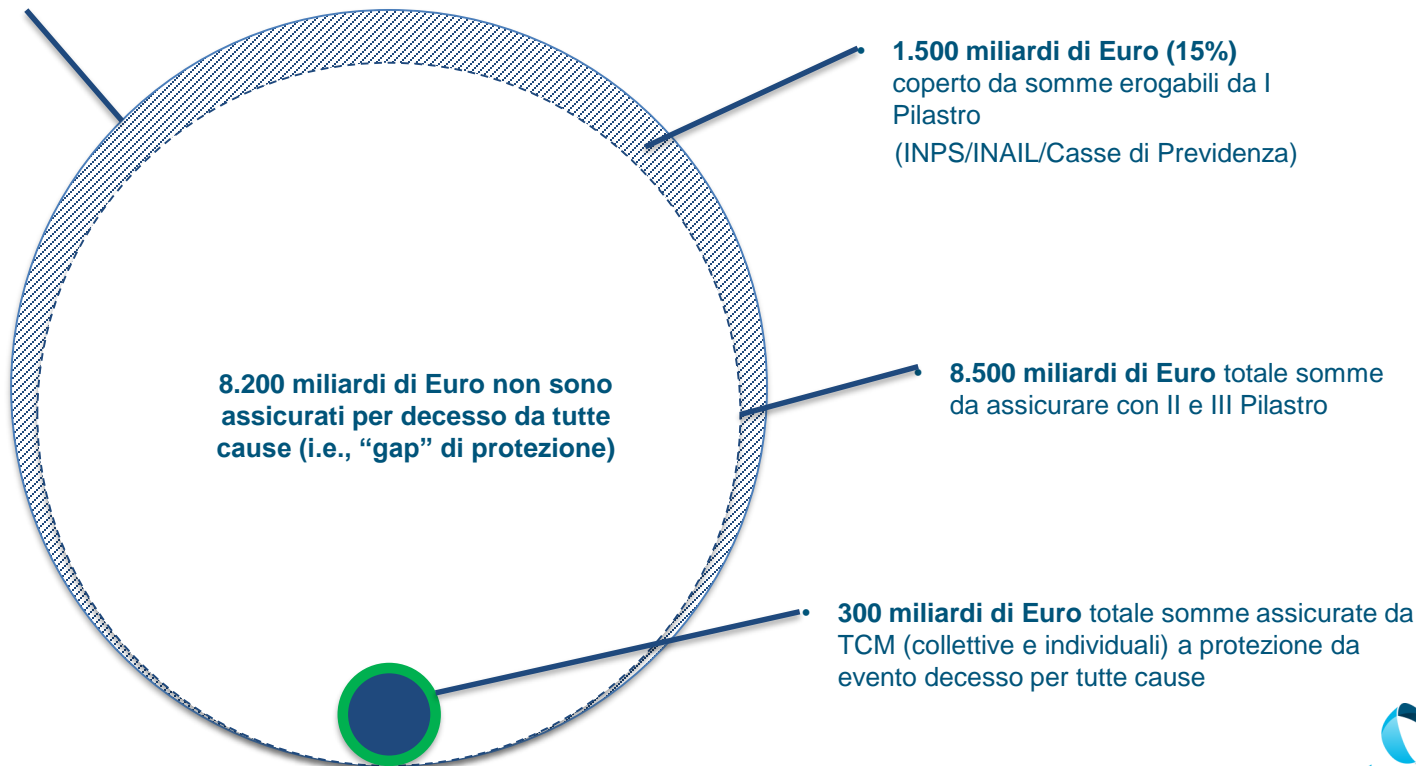 • 1.500 miliardi di Euro (15%)
coperto da somme erogabili da I
Pilastro
(INPS/INAIL/Casse di Previdenza)
8.200 miliardi di Euro non sono
assicurati per decesso da tutte
cause (i.e., “gap” di protezione)
• 8.500 miliardi di Euro totale somme
da assicurare con II e III Pilastro
• 300 miliardi di Euro totale somme assicurate da
TCM (collettive e individuali) a protezione da
evento decesso per tutte cause